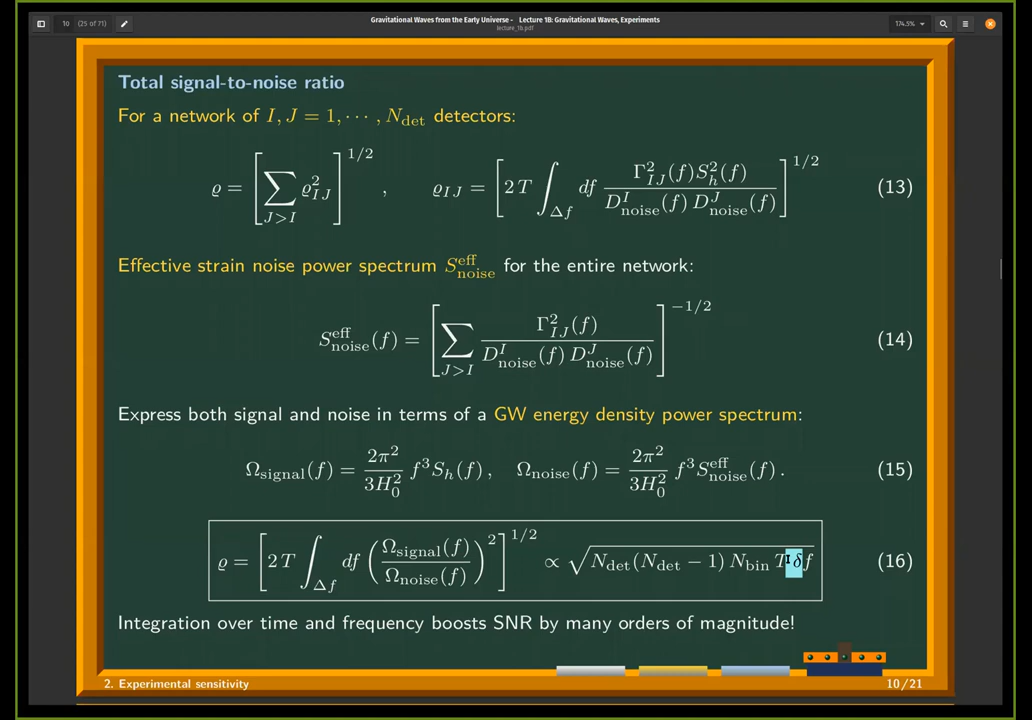 10 (25 of 71)
Gravitational Waves from the Early Universe - Lecture 1B: Gravitational Waves, Experiments
lecture_1b.pdf
174.5%
Total signal-to-noise ratio
For a network of I, J = 1, ··· , N_det detectors:
ϱ = [ ∑_{J>I} ϱ²_{IJ} ]^{1/2} , ϱ_{IJ} = [ 2 T ∫_{Δf} df Γ²_{IJ}(f) S²_h(f) / D^I_noise(f) D^J_noise(f) ]^{1/2} (13)
Effective strain noise power spectrum S^eff_noise for the entire network:
S^eff_noise(f) = [ ∑_{J>I} Γ²_{IJ}(f) / D^I_noise(f) D^J_noise(f) ]^{−1/2} (14)
Express both signal and noise in terms of a GW energy density power spectrum:
Ω_signal(f) = 2π²/3H²_0 f³ S_h(f) , Ω_noise(f) = 2π²/3H²_0 f³ S^eff_noise(f) . (15)
ϱ = [ 2 T ∫_{Δf} df ( Ω_signal(f) / Ω_noise(f) )² ]^{1/2} ∝ √( N_det(N_det − 1) N_bin T δf ) (16)
Integration over time and frequency boosts SNR by many orders of magnitude!
2. Experimental sensitivity 10/21